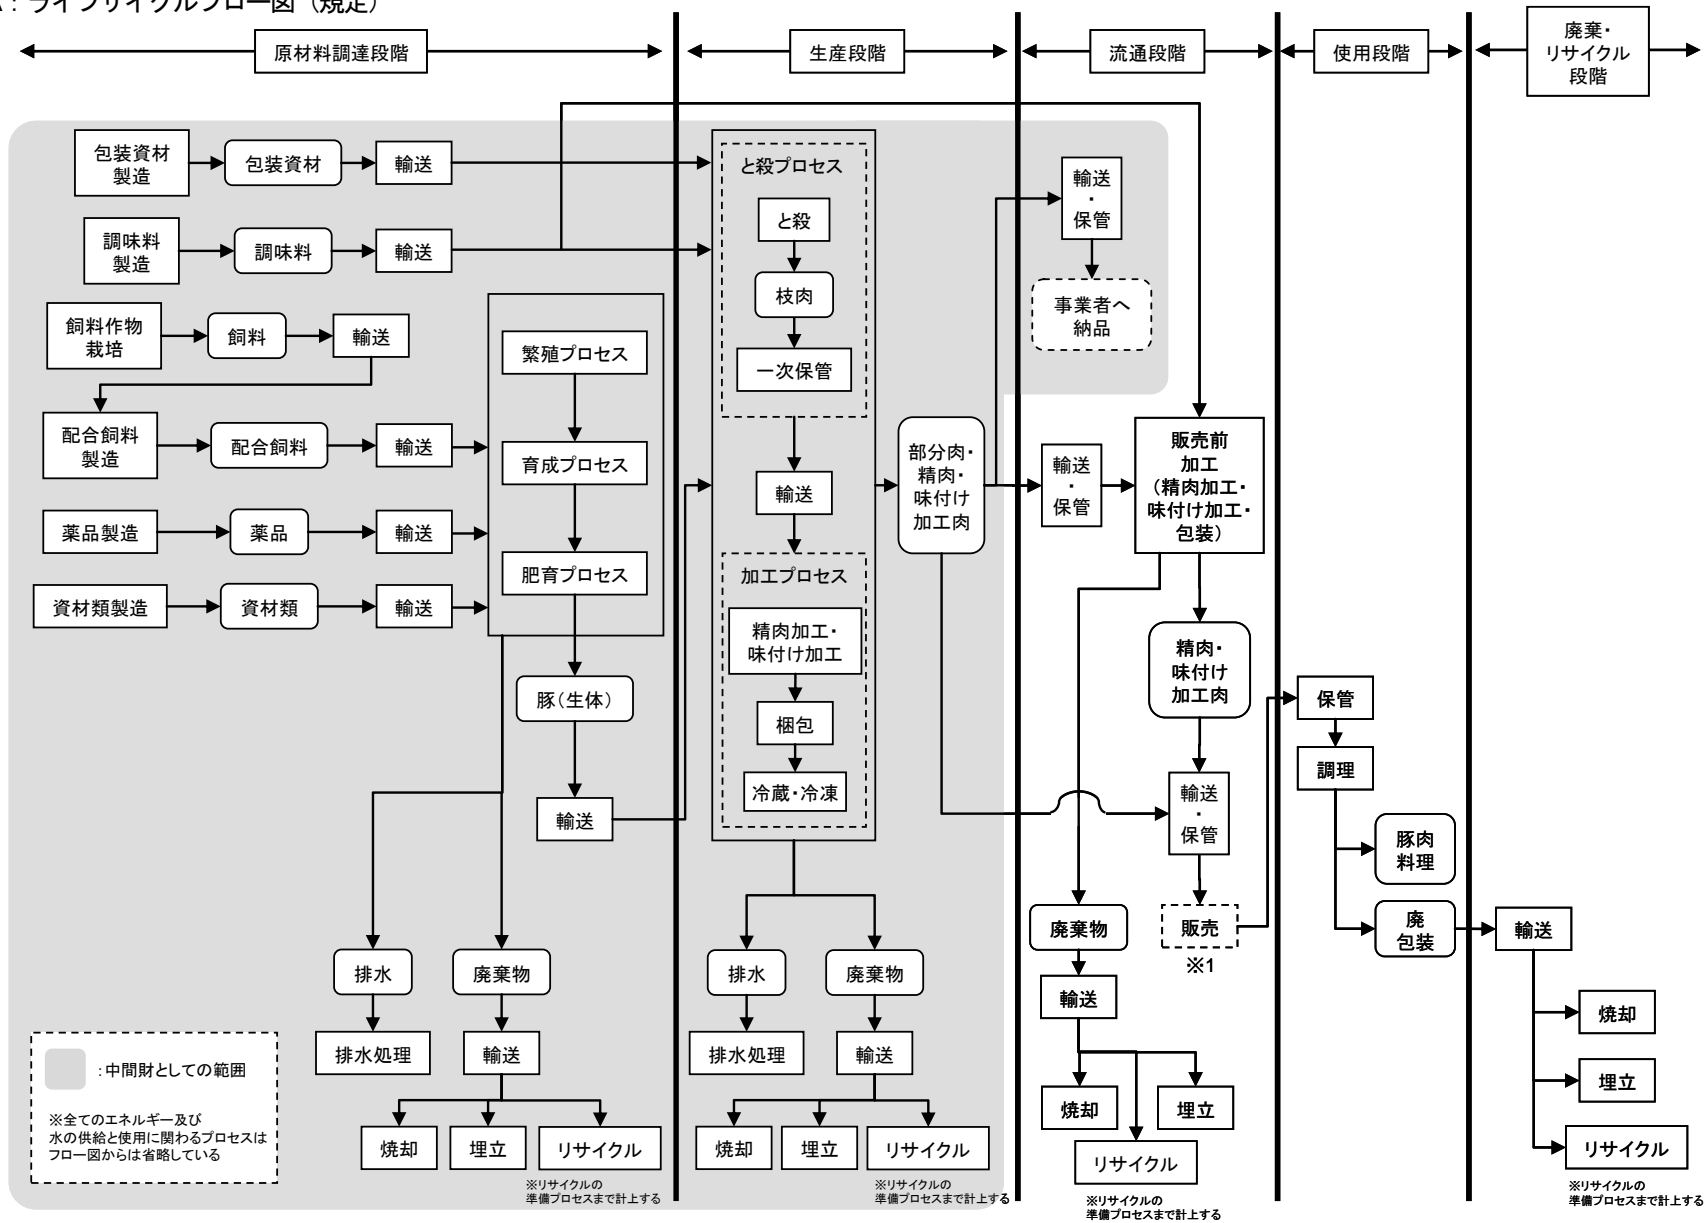 A：ライフサイクルフロー図（規定）
原材料調達段階
生産段階
流通段階
使用段階
廃棄・
リサイクル
段階
包装資材
製造
包装資材
輸送
調味料
製造
調味料
輸送
飼料作物
栽培
飼料
輸送
配合飼料
製造
配合飼料
輸送
薬品製造
薬品
輸送
資材類製造
資材類
輸送
繁殖プロセス
育成プロセス
肥育プロセス
豚（生体）
輸送
排水
排水処理
廃棄物
輸送
焼却
埋立
リサイクル
※リサイクルの
準備プロセスまで計上する
：中間財としての範囲
※全てのエネルギー及び
水の供給と使用に関わるプロセスは
フロー図からは省略している
と殺プロセス
と殺
枝肉
一次保管
輸送
加工プロセス
精肉加工・
味付け加工
梱包
冷蔵・冷凍
部分肉・
精肉・
味付け
加工肉
排水
排水処理
廃棄物
輸送
焼却
埋立
リサイクル
※リサイクルの
準備プロセスまで計上する
輸送
・
保管
事業者へ
納品
輸送
・
保管
販売前
加工
（精肉加工・
味付け加工・
包装）
精肉・
味付け
加工肉
輸送
・
保管
販売
※1
廃棄物
輸送
焼却
埋立
リサイクル
※リサイクルの
準備プロセスまで計上する
保管
調理
豚肉
料理
廃
包装
輸送
焼却
埋立
リサイクル
※リサイクルの
準備プロセスまで計上する